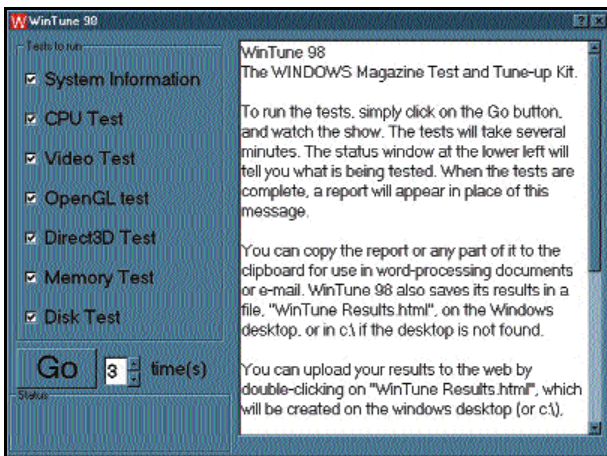 WinTune 98
Tests to run
System Information
CPU Test
Video Test
OpenGL test
Direct3D Test
Memory Test
Disk Test
Go
3
time(s)
Status
WinTune 98
The WINDOWS Magazine Test and Tune-up Kit.
To run the tests, simply click on the Go button,
and watch the show. The tests will take several
minutes. The status window at the lower left will
tell you what is being tested. When the tests are
complete, a report will appear in place of this
message.
You can copy the report or any part of it to the
clipboard for use in word-processing documents
or e-mail. WinTune 98 also saves its results in a
file, "WinTune Results.html", on the Windows
desktop, or in c:\ if the desktop is not found.
You can upload your results to the web by
double-clicking on "WinTune Results.html", which
will be created on the windows desktop (or c:\),